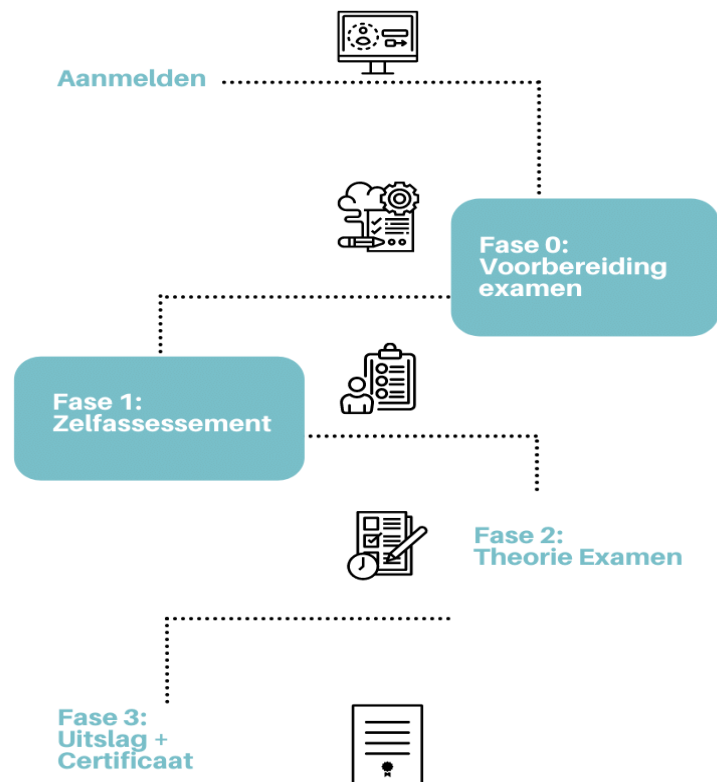 Aanmelden
Fase 0:
Voorbereiding
examen
Fase 1:
Zelfassessement
Fase 2:
Theorie Examen
Fase 3:
Uitslag +
Certificaat